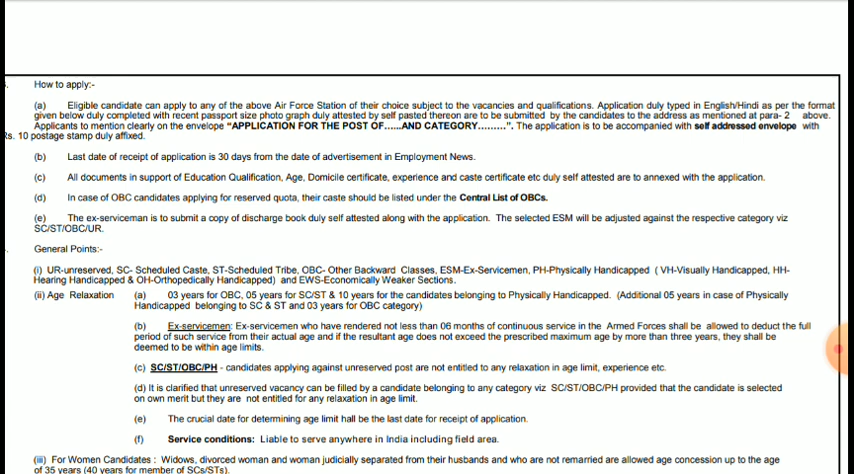 How to apply:-
(a) Eligible candidate can apply to any of the above Air Force Station of their choice subject to the vacancies and qualifications. Application duly typed in English/Hindi as per the format
given below duly completed with recent passport size photo graph duly attested by self pasted thereon are to be submitted by the candidates to the address as mentioned at para- 2 above.
Applicants to mention clearly on the envelope "APPLICATION FOR THE POST OF......AND CATEGORY.........". The application is to be accompanied with self addressed envelope with
Rs. 10 postage stamp duly affixed.
(b) Last date of receipt of application is 30 days from the date of advertisement in Employment News.
(c) All documents in support of Education Qualification, Age, Domicile certificate, experience and caste certificate etc duly self attested are to annexed with the application.
(d) In case of OBC candidates applying for reserved quota, their caste should be listed under the Central List of OBCs.
(e) The ex-serviceman is to submit a copy of discharge book duly self attested along with the application. The selected ESM will be adjusted against the respective category viz
SC/ST/OBC/UR.
General Points:-
(i) UR-unreserved, SC- Scheduled Caste, ST-Scheduled Tribe, OBC- Other Backward Classes, ESM-Ex-Servicemen, PH-Physically Handicapped ( VH-Visually Handicapped, HH-
Hearing Handicapped & OH-Orthopedically Handicapped) and EWS-Economically Weaker Sections.
(ii) Age Relaxation (a) 03 years for OBC, 05 years for SC/ST & 10 years for the candidates belonging to Physically Handicapped. (Additional 05 years in case of Physically
Handicapped belonging to SC & ST and 03 years for OBC category)
(b) Ex-servicemen: Ex-servicemen who have rendered not less than 06 months of continuous service in the Armed Forces shall be allowed to deduct the full
period of such service from their actual age and if the resultant age does not exceed the prescribed maximum age by more than three years, they shall be
deemed to be within age limits.
(c) SC/ST/OBC/PH - candidates applying against unreserved post are not entitled to any relaxation in age limit, experience etc.
(d) It is clarified that unreserved vacancy can be filled by a candidate belonging to any category viz SC/ST/OBC/PH provided that the candidate is selected
on own merit but they are not entitled for any relaxation in age limit.
(e) The crucial date for determining age limit hall be the last date for receipt of application.
(f) Service conditions: Liable to serve anywhere in India including field area.
(iii) For Women Candidates : Widows, divorced woman and woman judicially separated from their husbands and who are not remarried are allowed age concession up to the age
of 35 years (40 years for member of SCs/STs).